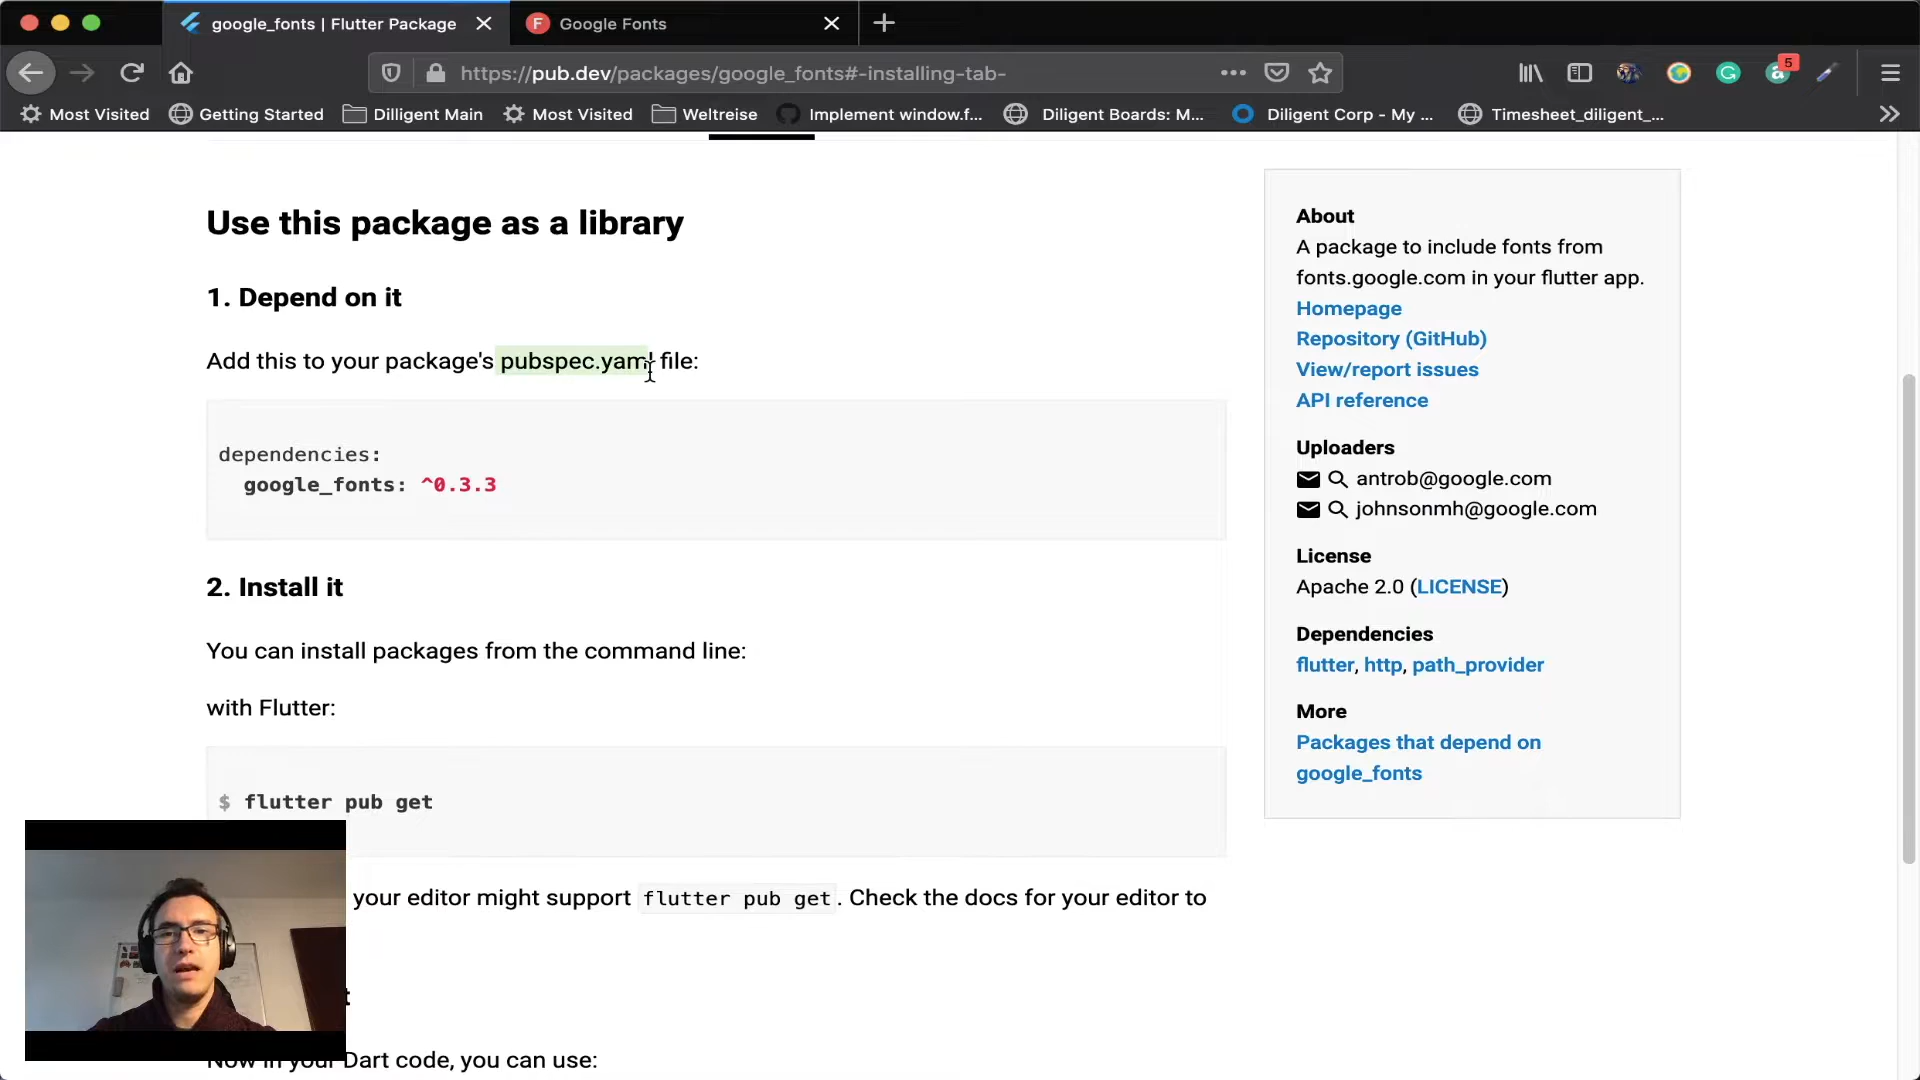 google_fonts | Flutter Package
Google Fonts
https://pub.dev/packages/google_fonts#-installing-tab-
5
Most Visited
Getting Started
Dilligent Main
Most Visited
Weltreise
Implement window.f...
Diligent Boards: M...
Diligent Corp - My ...
Timesheet_diligent_...
Use this package as a library
1. Depend on it
Add this to your package's pubspec.yaml file:
dependencies:
google_fonts: ^0.3.3
2. Install it
You can install packages from the command line:
with Flutter:
$ flutter pub get
your editor might support flutter pub get. Check the docs for your editor to
Now in your Dart code, you can use:
About
A package to include fonts from
fonts.google.com in your flutter app.
Homepage
Repository (GitHub)
View/report issues
API reference
Uploaders
antrob@google.com
johnsonmh@google.com
License
Apache 2.0 (LICENSE)
Dependencies
flutter, http, path_provider
More
Packages that depend on
google_fonts